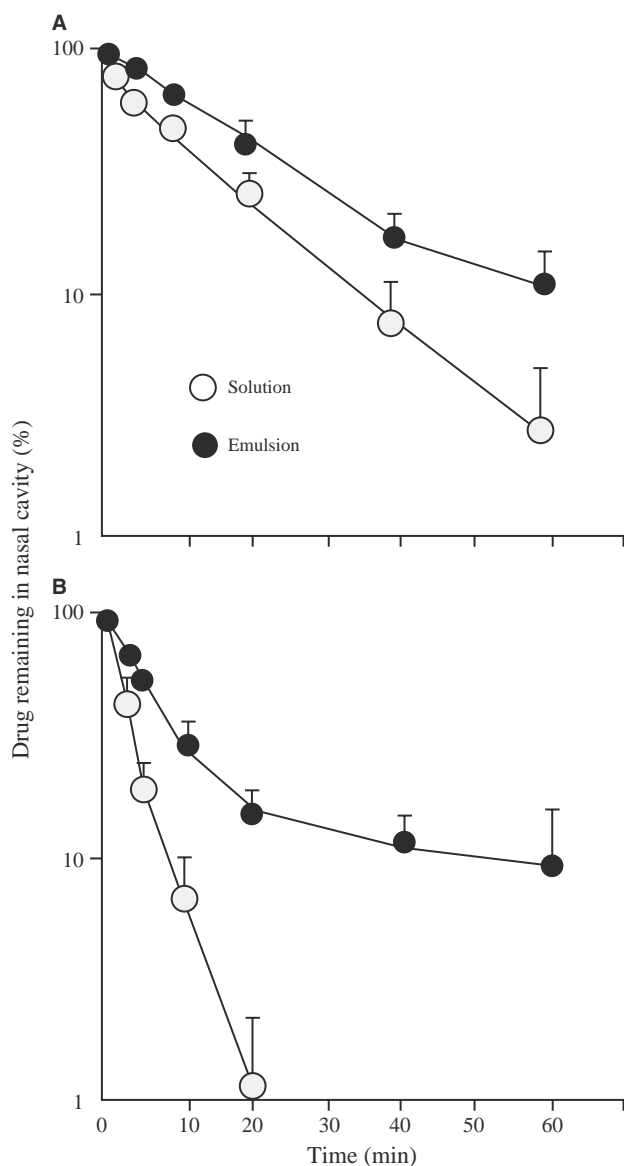 A
100
10
Solution
Emulsion
1
Drug remaining in nasal cavity (%)
B
100
10
1
0 10 20 30 40 50 60
Time (min)